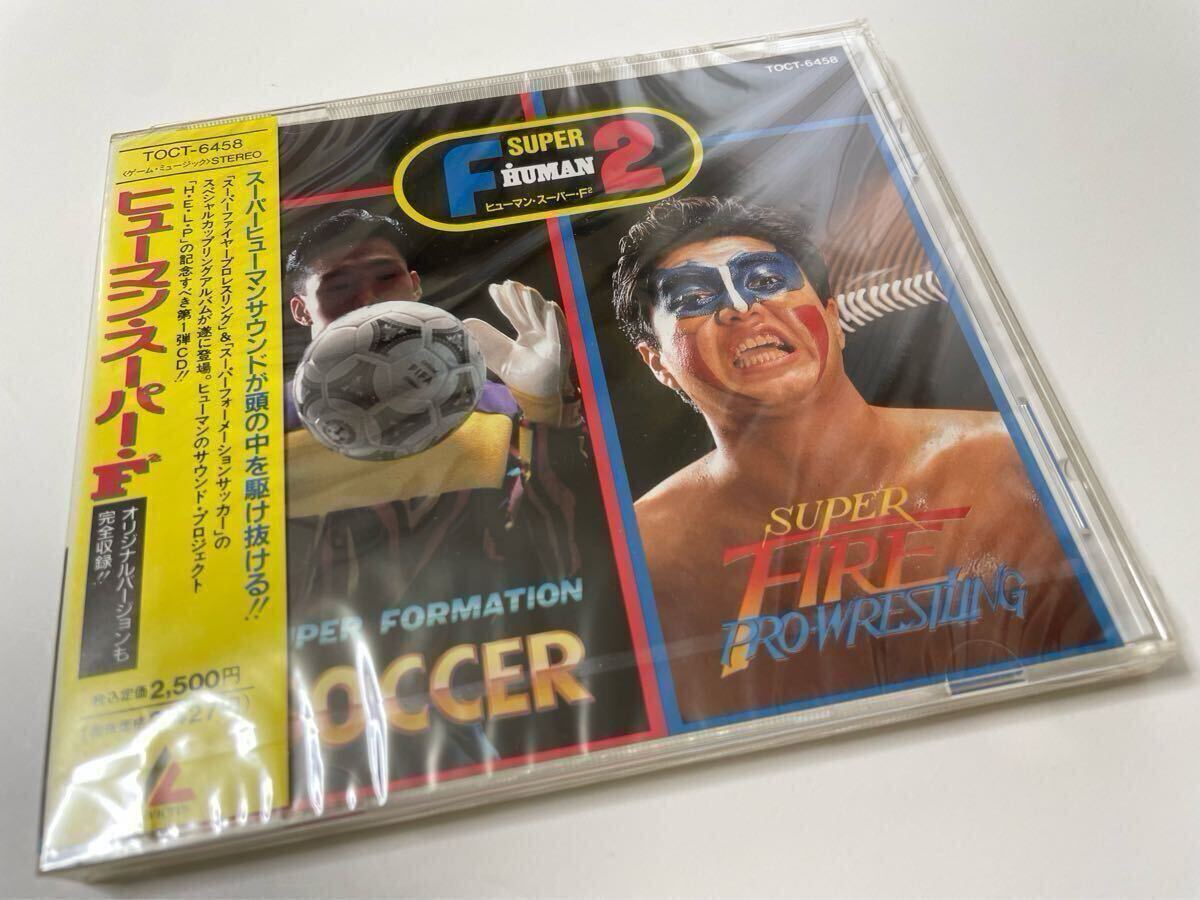 TOCT-6458
〈ゲーム・ミュージック〉STEREO
ヒューマン・スーパー・F²
スーパーヒューマンサウンドが頭の中を駆け抜ける!!
「スーパーファイヤープロレスリング」&「スーパーフォーメーションサッカー」の
スペシャルカップリングアルバムが遂に登場。ヒューマンのサウンド・プロジェクト
「H・E・L・P」の記念すべき第1弾CD!!
オリジナルバージョンも
完全収録!!
税込定価2,500円
TOCT-6458
SUPER
F HUMAN 2
ヒューマン・スーパー・F²
FIFA
PER FORMATION
OCCER
SUPER
FIRE
PRO-WRESTLING